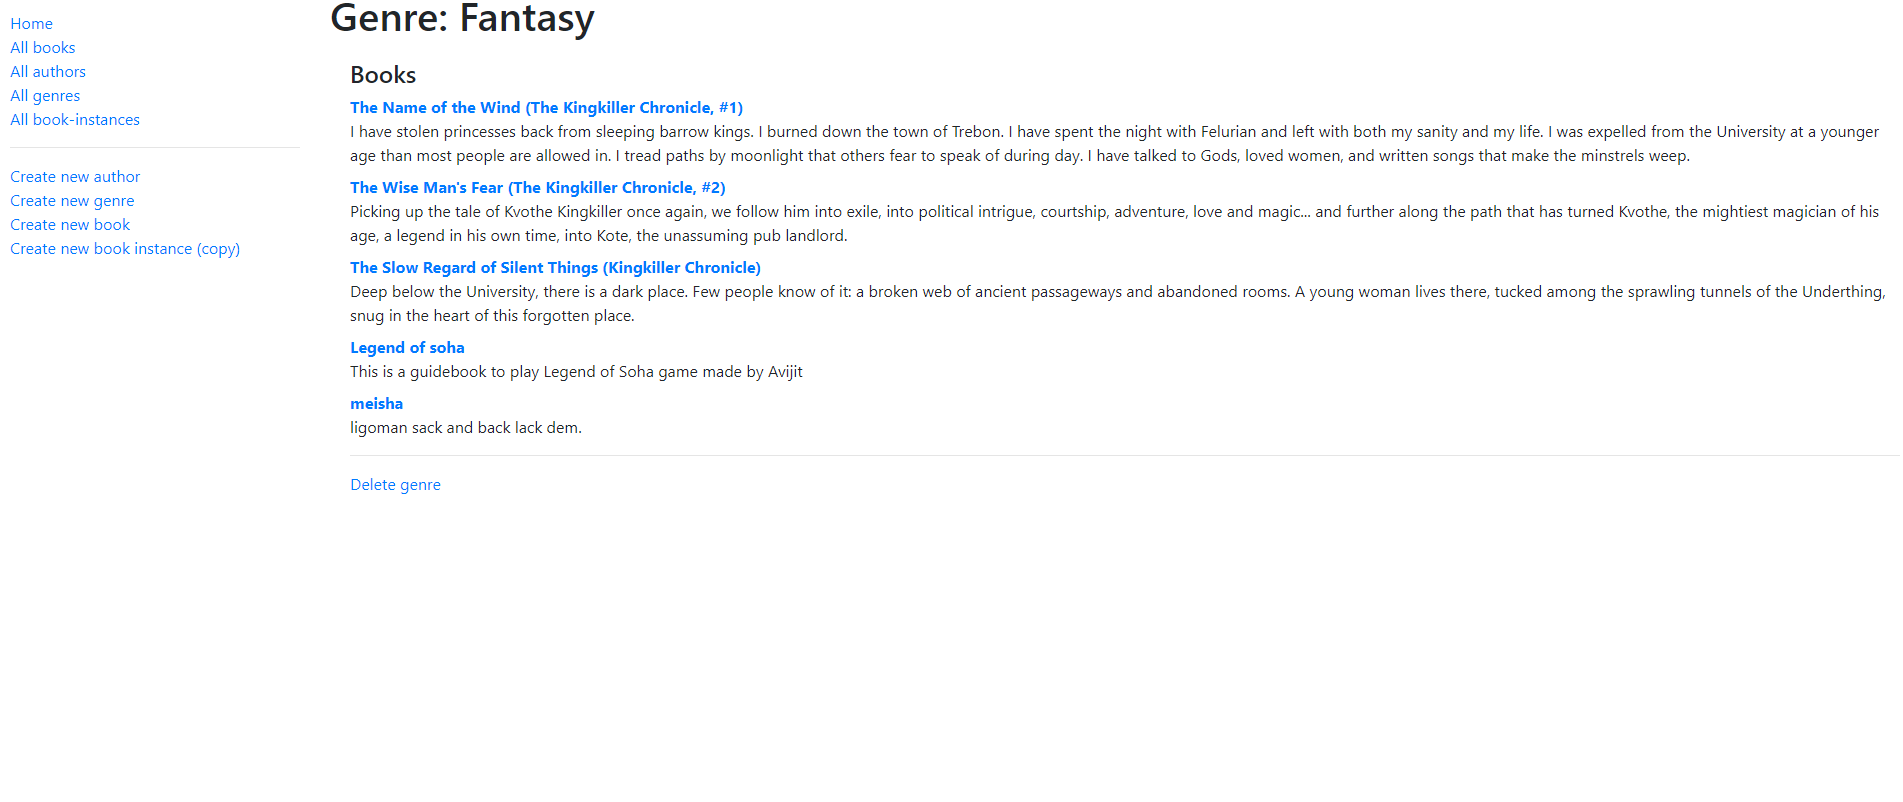 Home
All books
All authors
All genres
All book-instances
Create new author
Create new genre
Create new book
Create new book instance (copy)
Genre: Fantasy
Books
The Name of the Wind (The Kingkiller Chronicle, #1)
I have stolen princesses back from sleeping barrow kings. I burned down the town of Trebon. I have spent the night with Felurian and left with both my sanity and my life. I was expelled from the University at a younger
age than most people are allowed in. I tread paths by moonlight that others fear to speak of during day. I have talked to Gods, loved women, and written songs that make the minstrels weep.
The Wise Man's Fear (The Kingkiller Chronicle, #2)
Picking up the tale of Kvothe Kingkiller once again, we follow him into exile, into political intrigue, courtship, adventure, love and magic... and further along the path that has turned Kvothe, the mightiest magician of his
age, a legend in his own time, into Kote, the unassuming pub landlord.
The Slow Regard of Silent Things (Kingkiller Chronicle)
Deep below the University, there is a dark place. Few people know of it: a broken web of ancient passageways and abandoned rooms. A young woman lives there, tucked among the sprawling tunnels of the Underthing,
snug in the heart of this forgotten place.
Legend of soha
This is a guidebook to play Legend of Soha game made by Avijit
meisha
ligoman sack and back lack dem.
Delete genre